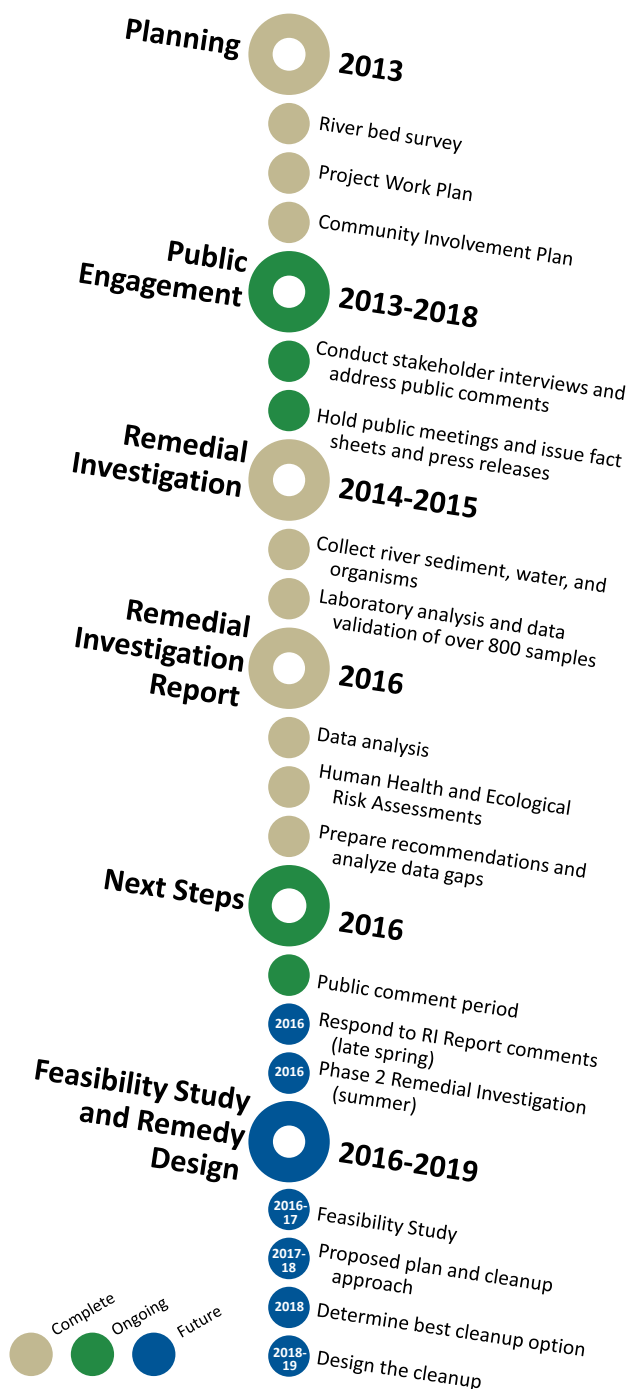 Planning
2013
River bed survey
Project Work Plan
Community Involvement Plan
Public
Engagement
2013-2018
Conduct stakeholder interviews and
address public comments
Hold public meetings and issue fact
sheets and press releases
Remedial
Investigation
2014-2015
Collect river sediment, water, and
organisms
Laboratory analysis and data
validation of over 800 samples
Remedial
Investigation
Report
2016
Data analysis
Human Health and Ecological
Risk Assessments
Prepare recommendations and
analyze data gaps
Next Steps
2016
Public comment period
2016
Respond to RI Report comments
(late spring)
2016
Phase 2 Remedial Investigation
(summer)
Feasibility Study
and Remedy
Design
2016-2019
2016-
17
Feasibility Study
2017-
18
Proposed plan and cleanup
approach
2018
Determine best cleanup option
2018-
19
Design the cleanup
Complete
Ongoing
Future